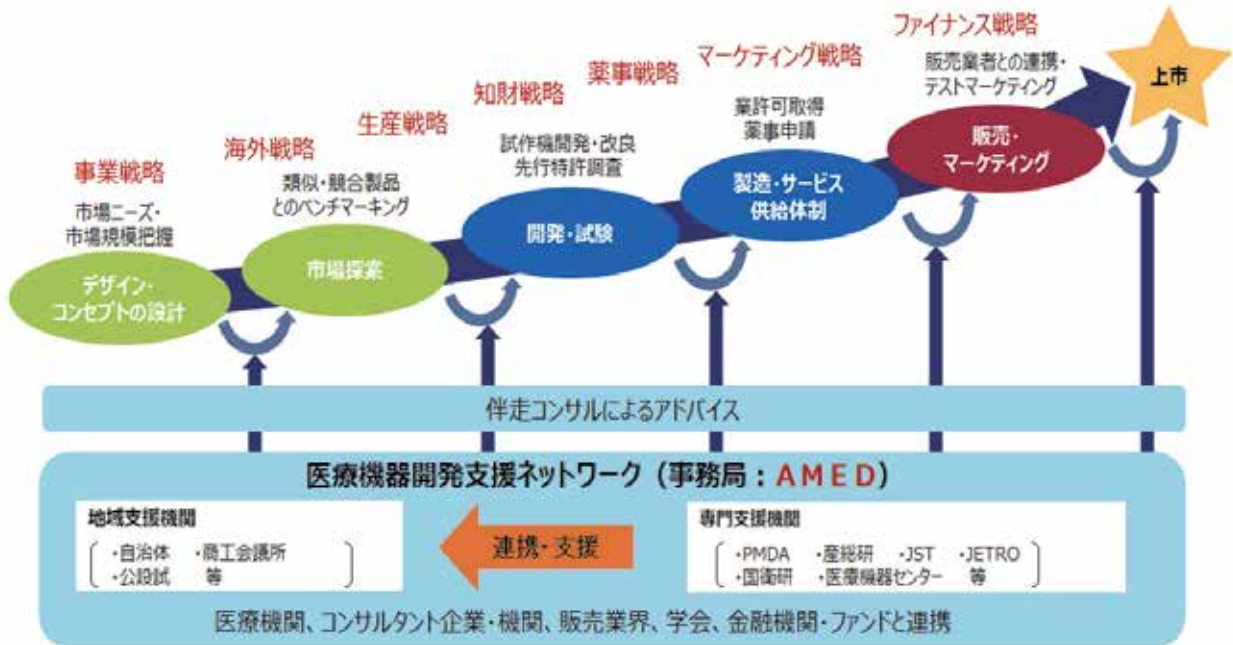 ファイナンス戦略
マーケティング戦略
薬事戦略
知財戦略
生産戦略
海外戦略
事業戦略
市場ニーズ・
市場規模把握
デザイン・
コンセプトの設計
類似・競合製品
とのベンチマーキング
市場探索
試作機開発・改良
先行特許調査
開発・試験
業許可取得
薬事申請
製造・サービス
供給体制
販売業者との連携・
テストマーケティング
販売・
マーケティング
上市
伴走コンサルによるアドバイス
医療機器開発支援ネットワーク（事務局：AMED）
地域支援機関
・自治体 ・商工会議所
・公設試 等
連携・支援
専門支援機関
・PMDA ・産総研 ・JST ・JETRO
・国衛研 ・医療機器センター 等
医療機関、コンサルタント企業・機関、販売業界、学会、金融機関・ファンドと連携